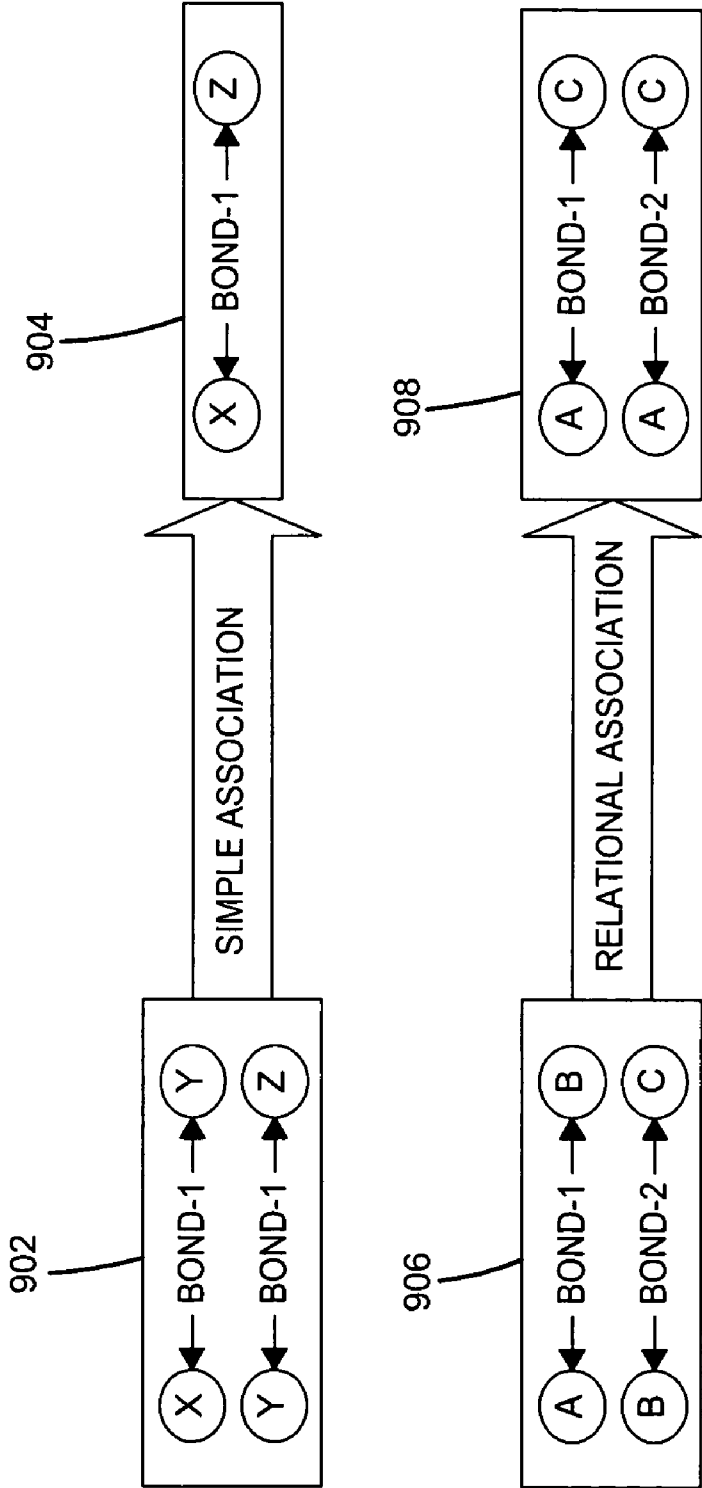 902
X BOND-1 Y
Y BOND-1 Z
SIMPLE ASSOCIATION
904
X BOND-1 Z
906
A BOND-1 B
B BOND-2 C
RELATIONAL ASSOCIATION
908
A BOND-1 C
A BOND-2 C